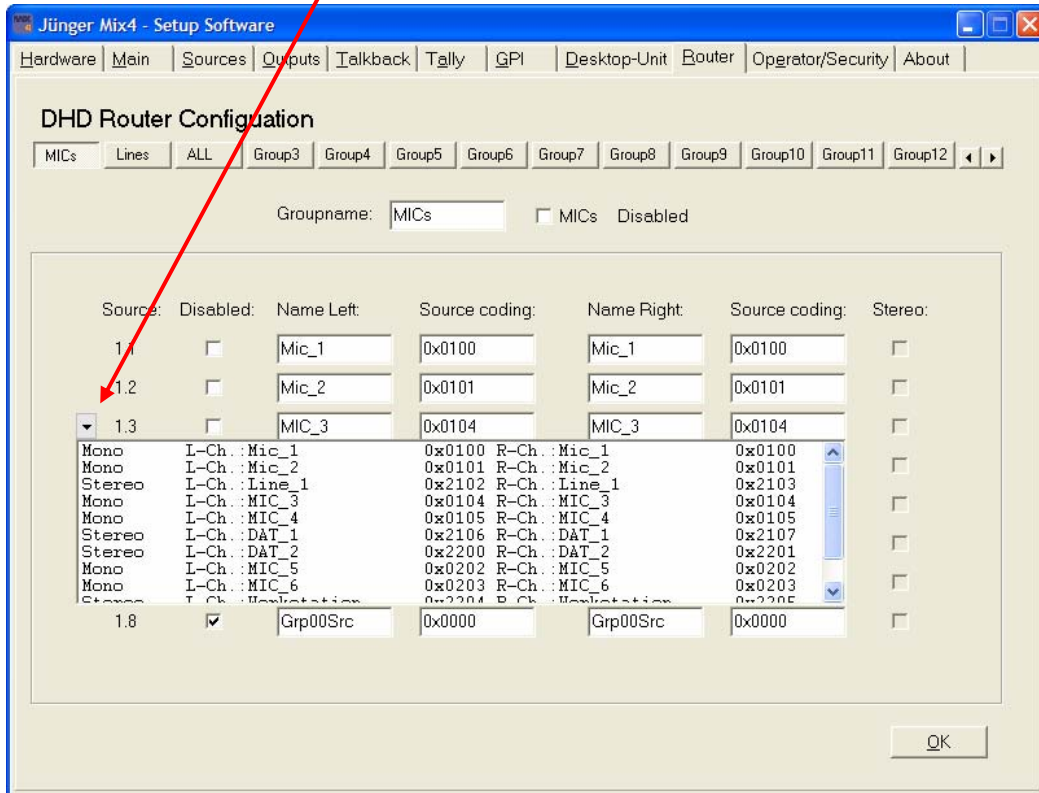 Jünger Mix4 - Setup Software
Hardware Main Sources Outputs Talkback Tally GPI Desktop-Unit Router Operator/Security About
DHD Router Configuation
MICs Lines ALL Group3 Group4 Group5 Group6 Group7 Group8 Group9 Group10 Group11 Group12
Groupname: MICs MICs Disabled
Source: Disabled: Name Left: Source coding: Name Right: Source coding: Stereo:
1.1 Mic_1 0x0100 Mic_1 0x0100
1.2 Mic_2 0x0101 Mic_2 0x0101
1.3 MIC_3 0x0104 MIC_3 0x0104
Mono L-Ch.:Mic_1 0x0100 R-Ch.:Mic_1 0x0100
Mono L-Ch.:Mic_2 0x0101 R-Ch.:Mic_2 0x0101
Stereo L-Ch.:Line_1 0x2102 R-Ch.:Line_1 0x2103
Mono L-Ch.:MIC_3 0x0104 R-Ch.:MIC_3 0x0104
Mono L-Ch.:MIC_4 0x0105 R-Ch.:MIC_4 0x0105
Stereo L-Ch.:DAT_1 0x2106 R-Ch.:DAT_1 0x2107
Stereo L-Ch.:DAT_2 0x2200 R-Ch.:DAT_2 0x2201
Mono L-Ch.:MIC_5 0x0202 R-Ch.:MIC_5 0x0202
Mono L-Ch.:MIC_6 0x0203 R-Ch.:MIC_6 0x0203
Stereo L-Ch.:Workstation 0x2204 R-Ch.:Workstation 0x2205
1.8 Grp00Src 0x0000 Grp00Src 0x0000
OK